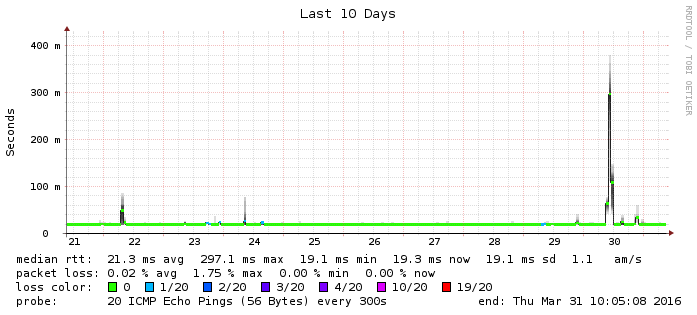 Last 10 Days
RRDTOOL / TOBI OETIKER
Seconds
400 m
300 m
200 m
100 m
0
21 22 23 24 25 26 27 28 29 30
median rtt: 21.3 ms avg 297.1 ms max 19.1 ms min 19.3 ms now 19.1 ms sd 1.1 am/s
packet loss: 0.02 % avg 1.75 % max 0.00 % min 0.00 % now
loss color: 0 1/20 2/20 3/20 4/20 10/20 19/20
probe: 20 ICMP Echo Pings (56 Bytes) every 300s end: Thu Mar 31 10:05:08 2016